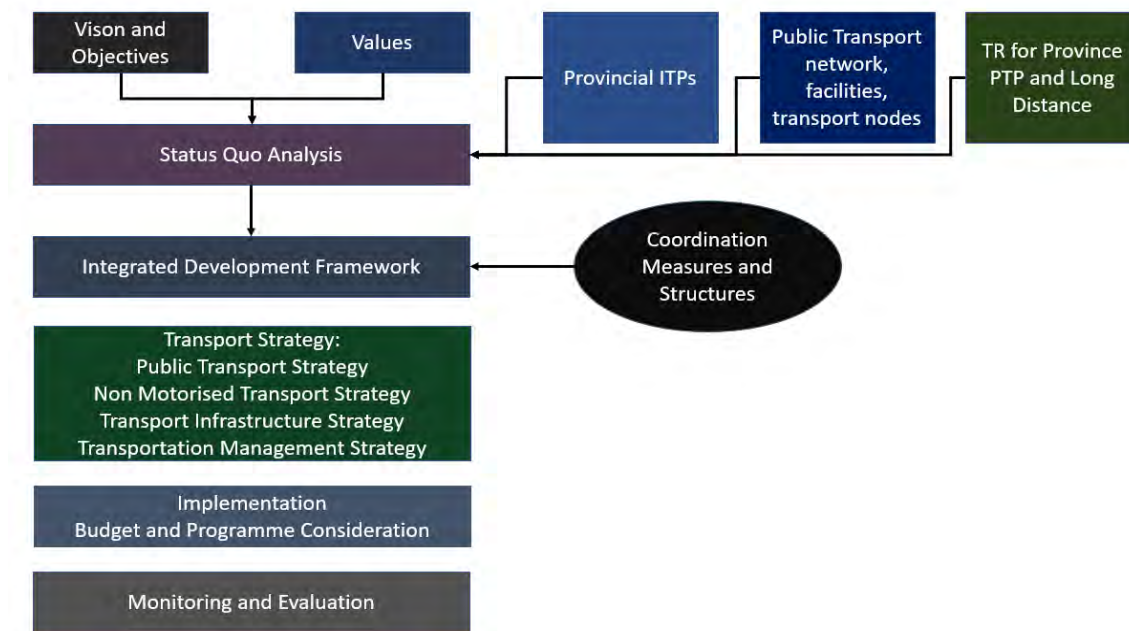 Vison and
Objectives
Values
Provincial ITPs
Public Transport
network,
facilities,
transport nodes
TR for Province
PTP and Long
Distance
Status Quo Analysis
Integrated Development Framework
Coordination
Measures and
Structures
Transport Strategy:
Public Transport Strategy
Non Motorised Transport Strategy
Transport Infrastructure Strategy
Transportation Management Strategy
Implementation
Budget and Programme Consideration
Monitoring and Evaluation